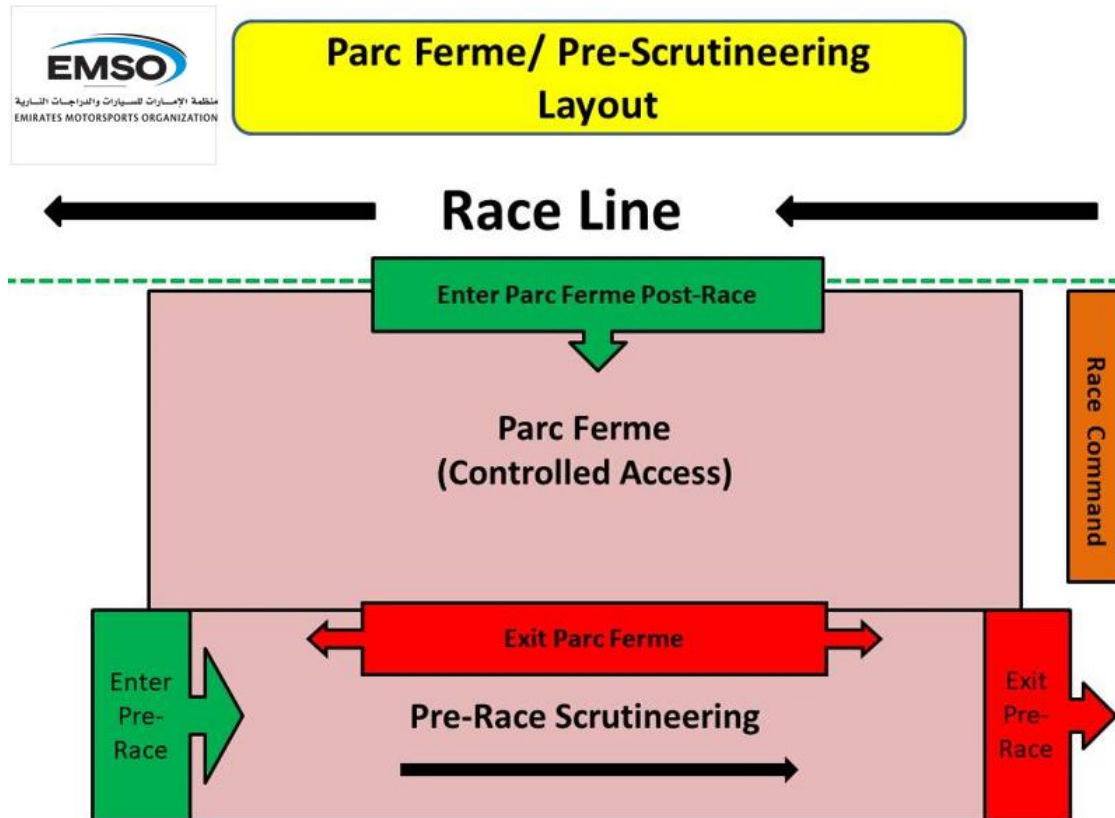 EMSO
منظمة الإمارات للسيارات والدراجات النارية
EMIRATES MOTORSPORTS ORGANIZATION
Parc Ferme/ Pre-Scrutineering
Layout
Race Line
Enter Parc Ferme Post-Race
Parc Ferme
(Controlled Access)
Race Command
Exit Parc Ferme
Enter
Pre-
Race
Pre-Race Scrutineering
Exit
Pre-
Race